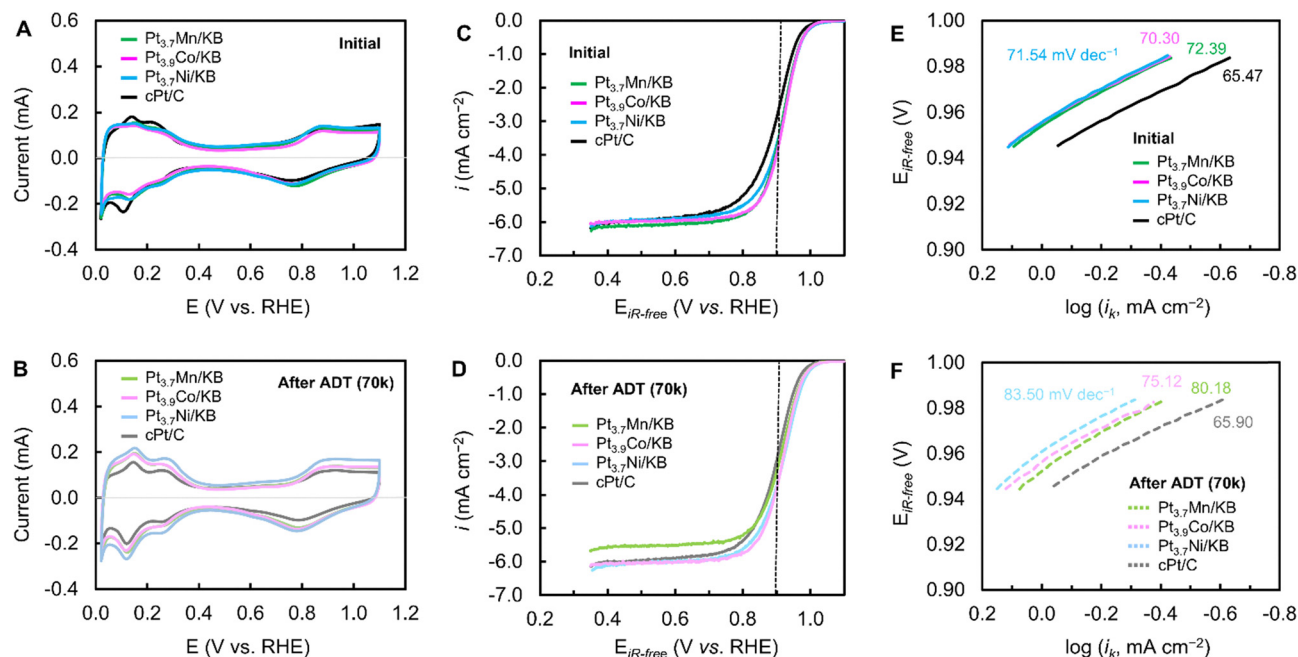 A
0.6
0.4
0.2
0.0
-0.2
-0.4
Current (mA)
Pt3.7Mn/KB
Pt3.9Co/KB
Pt3.7Ni/KB
cPt/C
Initial
0.0 0.2 0.4 0.6 0.8 1.0 1.2
E (V vs. RHE)
C
0.0
-1.0
-2.0
-3.0
-4.0
-5.0
-6.0
-7.0
i (mA cm−2)
Initial
Pt3.7Mn/KB
Pt3.9Co/KB
Pt3.7Ni/KB
cPt/C
0.2 0.4 0.6 0.8 1.0
EiR-free (V vs. RHE)
E
1.00
0.98
0.96
0.94
0.92
0.90
EiR-free (V)
71.54 mV dec−1
70.30
72.39
65.47
Initial
Pt3.7Mn/KB
Pt3.9Co/KB
Pt3.7Ni/KB
cPt/C
0.2 0.0 -0.2 -0.4 -0.6 -0.8
log (ik, mA cm−2)
B
0.6
0.4
0.2
0.0
-0.2
-0.4
Current (mA)
Pt3.7Mn/KB
Pt3.9Co/KB
Pt3.7Ni/KB
cPt/C
After ADT (70k)
0.0 0.2 0.4 0.6 0.8 1.0 1.2
E (V vs. RHE)
D
0.0
-1.0
-2.0
-3.0
-4.0
-5.0
-6.0
-7.0
i (mA cm−2)
After ADT (70k)
Pt3.7Mn/KB
Pt3.9Co/KB
Pt3.7Ni/KB
cPt/C
0.2 0.4 0.6 0.8 1.0
EiR-free (V vs. RHE)
F
1.00
0.98
0.96
0.94
0.92
0.90
EiR-free (V)
83.50 mV dec−1
75.12
80.18
65.90
After ADT (70k)
Pt3.7Mn/KB
Pt3.9Co/KB
Pt3.7Ni/KB
cPt/C
0.2 0.0 -0.2 -0.4 -0.6 -0.8
log (ik, mA cm−2)